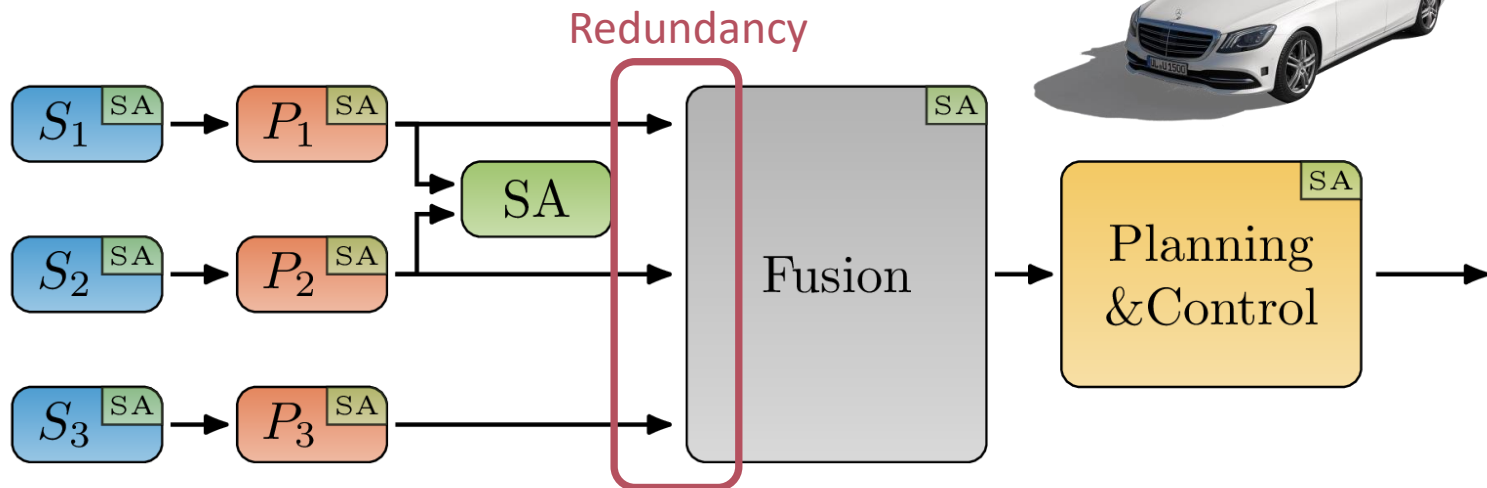 Redundancy
S1 SA
P1 SA
SA
SA
S2 SA
P2 SA
Fusion
SA
Planning
&Control
S3 SA
P3 SA